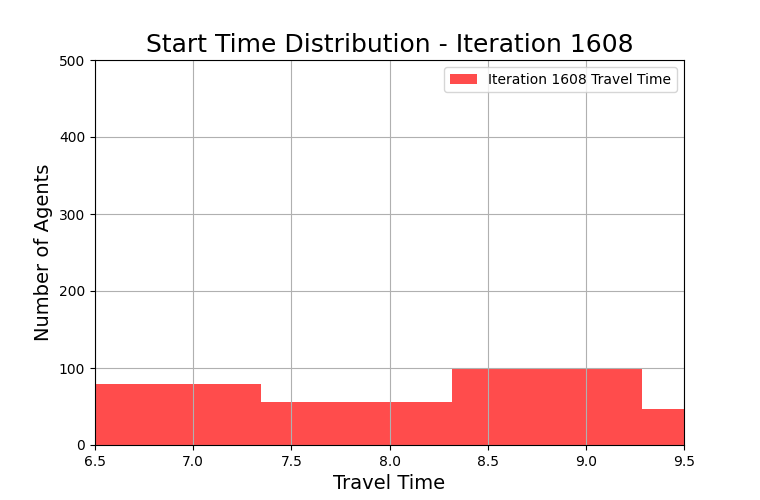 Start Time Distribution - Iteration 1608
Iteration 1608 Travel Time
Number of Agents
500
400
300
200
100
0
6.5 7.0 7.5 8.0 8.5 9.0 9.5
Travel Time